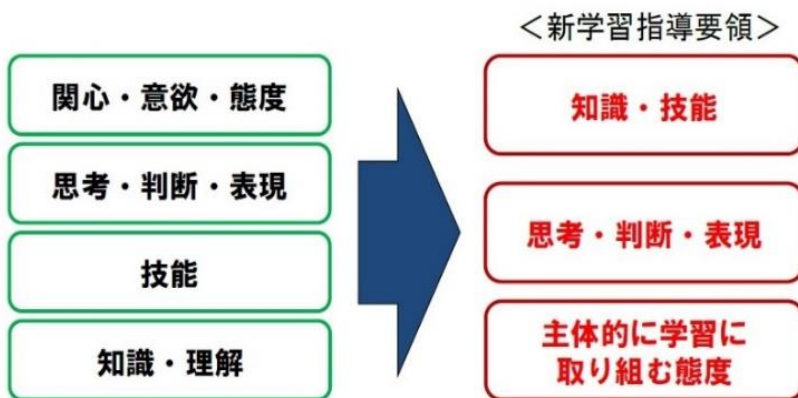 ＜新学習指導要領＞
関心・意欲・態度
思考・判断・表現
技能
知識・理解
知識・技能
思考・判断・表現
主体的に学習に
取り組む態度